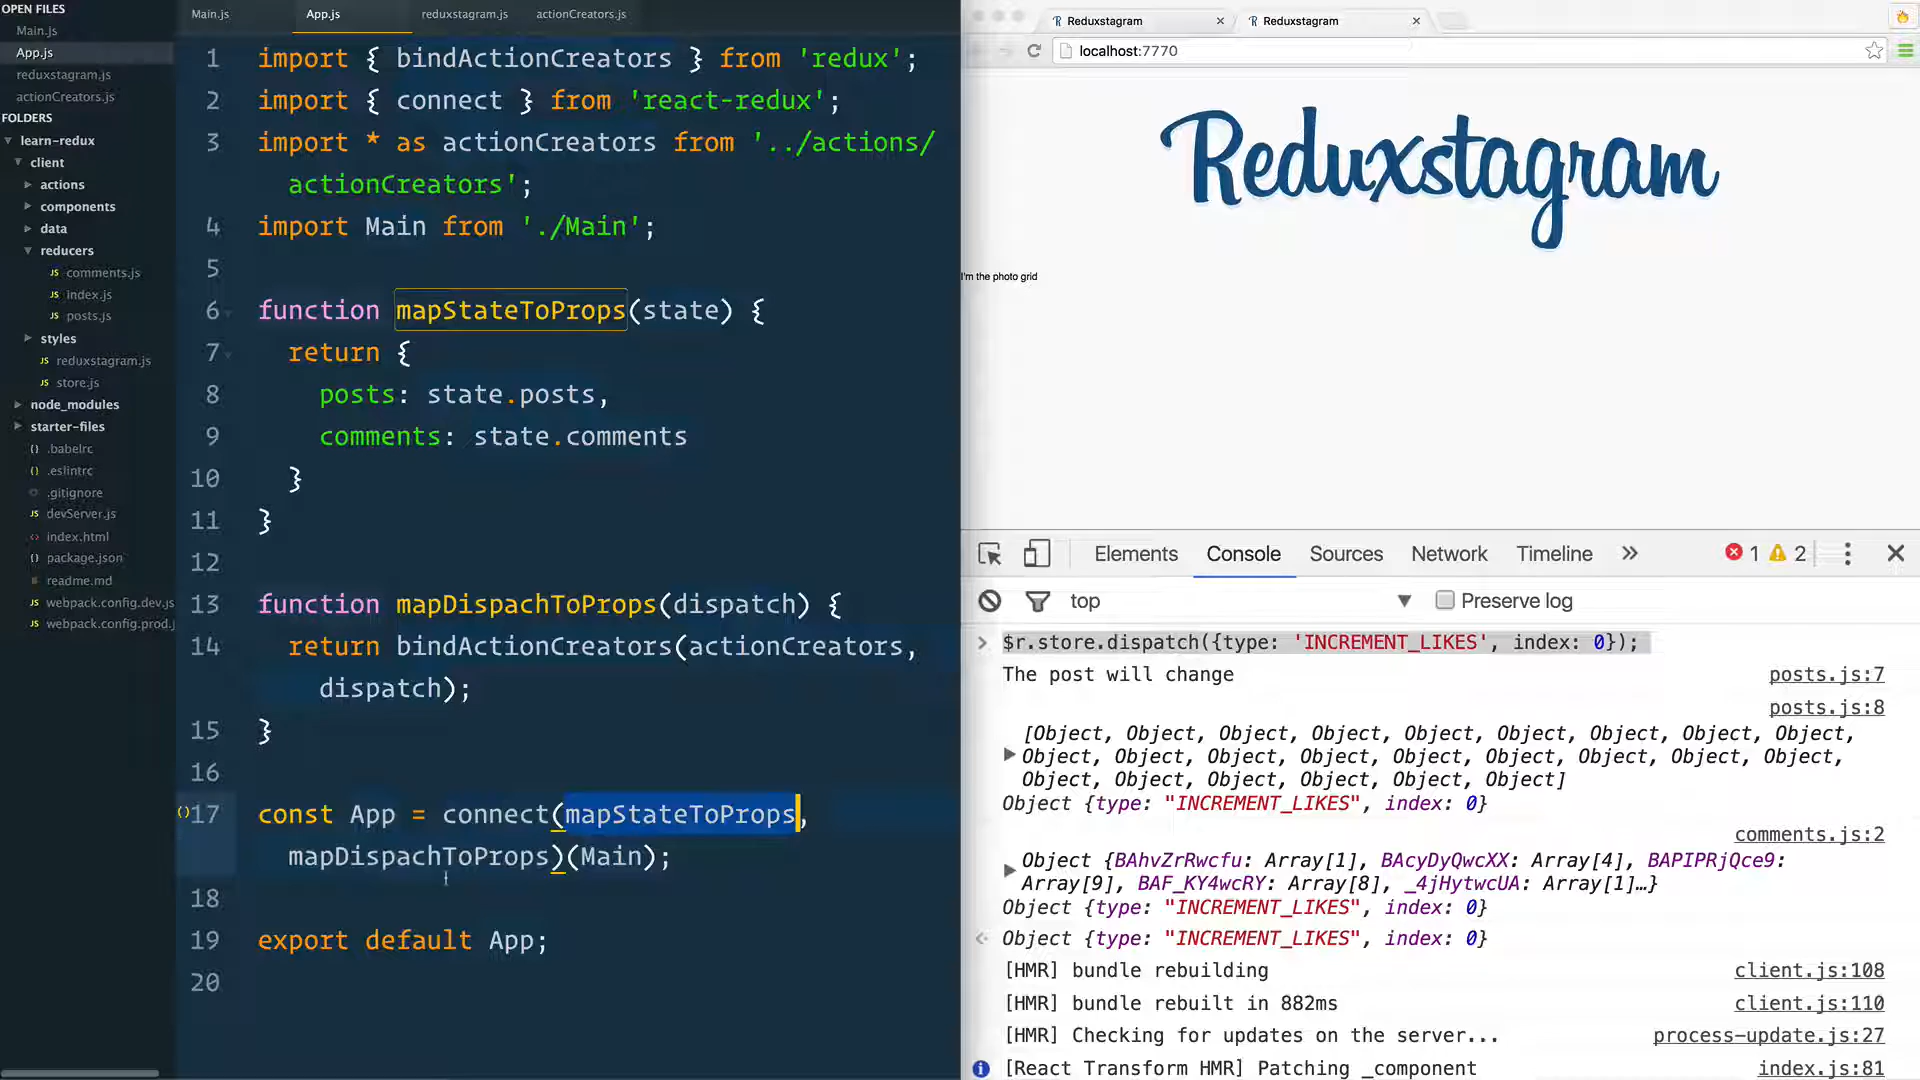 OPEN FILES
Main.js
App.js
reduxstagram.js
actionCreators.js
FOLDERS
learn-redux
client
actions
components
data
reducers
comments.js
index.js
posts.js
styles
reduxstagram.js
store.js
node_modules
starter-files
.babelrc
.eslintrc
.gitignore
devServer.js
index.html
package.json
readme.md
webpack.config.dev.js
webpack.config.prod.j
Main.js App.js reduxstagram.js actionCreators.js
1 import { bindActionCreators } from 'redux';
2 import { connect } from 'react-redux';
3 import * as actionCreators from '../actions/
actionCreators';
4 import Main from './Main';
5
6 function mapStateToProps(state) {
7 return {
8 posts: state.posts,
9 comments: state.comments
10 }
11 }
12
13 function mapDispachToProps(dispatch) {
14 return bindActionCreators(actionCreators,
dispatch);
15 }
16
17 const App = connect(mapStateToProps,
mapDispachToProps)(Main);
18
19 export default App;
20
Reduxstagram Reduxstagram
localhost:7770
Reduxstagram
I'm the photo grid
Elements Console Sources Network Timeline 1 2
top Preserve log
$r.store.dispatch({type: 'INCREMENT_LIKES', index: 0});
The post will change posts.js:7
posts.js:8
[Object, Object, Object, Object, Object, Object, Object, Object, Object,
Object, Object, Object, Object, Object, Object, Object, Object, Object,
Object, Object, Object, Object, Object, Object]
Object {type: "INCREMENT_LIKES", index: 0}
comments.js:2
Object {BAhvZrRwcfu: Array[1], BAcyDyQwcXX: Array[4], BAPIPRjQce9:
Array[9], BAF_KY4wcRY: Array[8], _4jHytwcUA: Array[1]…}
Object {type: "INCREMENT_LIKES", index: 0}
Object {type: "INCREMENT_LIKES", index: 0}
[HMR] bundle rebuilding client.js:108
[HMR] bundle rebuilt in 882ms client.js:110
[HMR] Checking for updates on the server... process-update.js:27
[React Transform HMR] Patching _component index.js:81